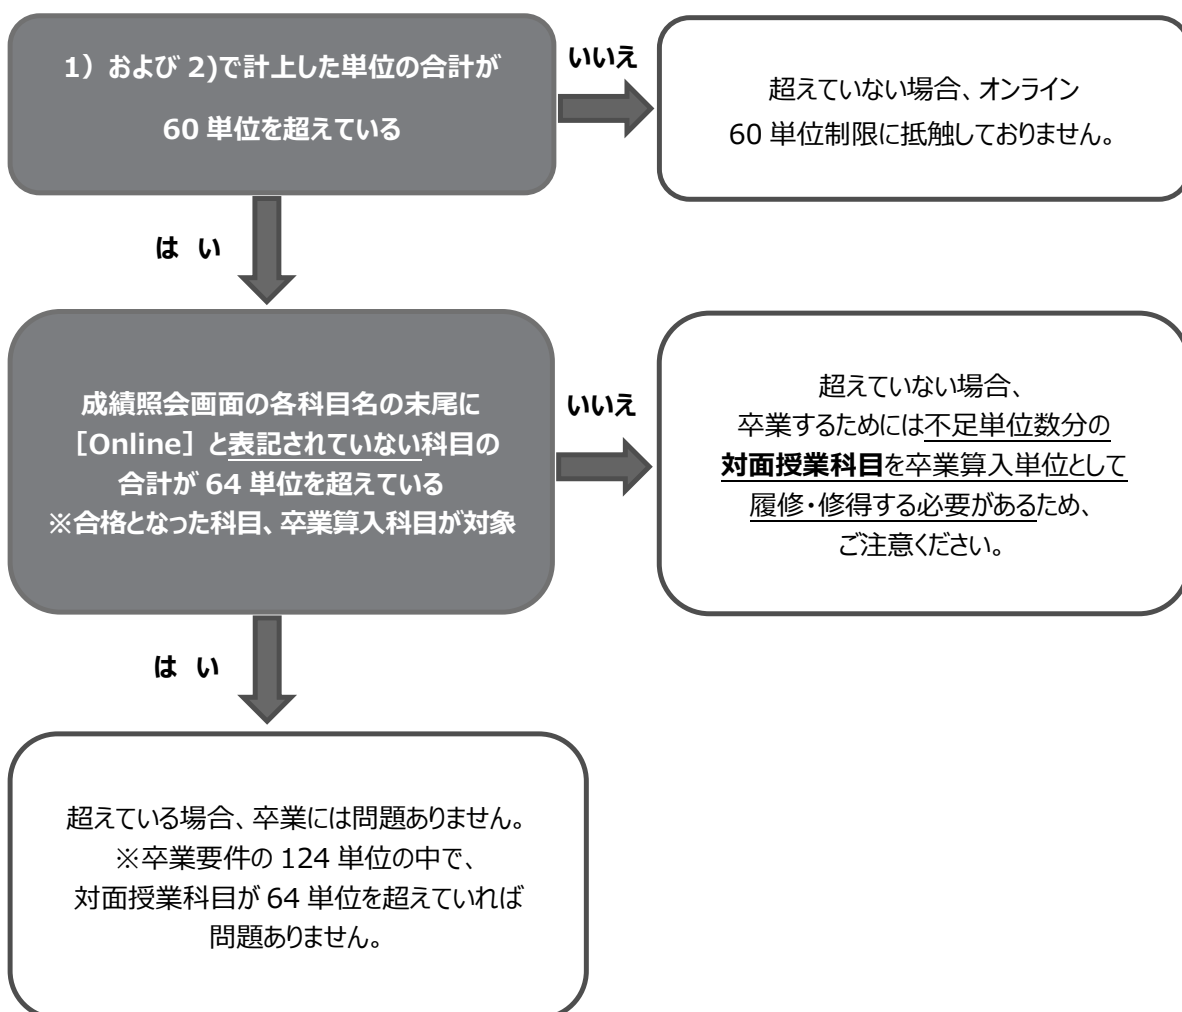 1）および 2)で計上した単位の合計が
60 単位を超えている
いいえ
超えていない場合、オンライン
60 単位制限に抵触しておりません。
は い
成績照会画面の各科目名の末尾に
［Online］と表記されていない科目の
合計が 64 単位を超えている
※合格となった科目、卒業算入科目が対象
いいえ
超えていない場合、
卒業するためには不足単位数分の
対面授業科目を卒業算入単位として
履修・修得する必要があるため、
ご注意ください。
は い
超えている場合、卒業には問題ありません。
※卒業要件の 124 単位の中で、
対面授業科目が 64 単位を超えていれば
問題ありません。